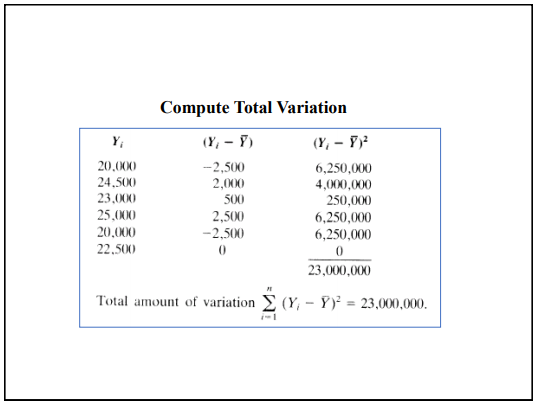 Compute Total Variation
Yᵢ (Yᵢ − Ȳ) (Yᵢ − Ȳ)²
20,000 −2,500 6,250,000
24,500 2,000 4,000,000
23,000 500 250,000
25,000 2,500 6,250,000
20,000 −2,500 6,250,000
22,500 0 0
23,000,000
Total amount of variation n∑i=1 (Yᵢ − Ȳ)² = 23,000,000.